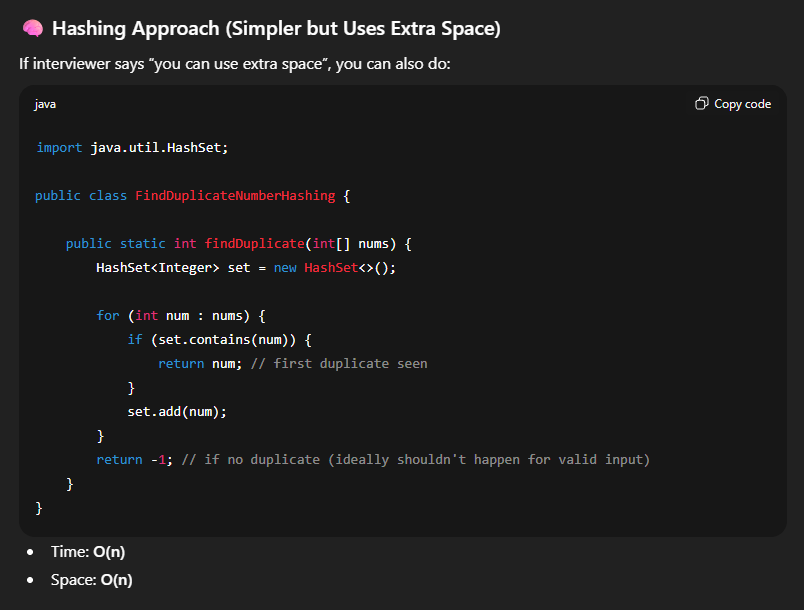 🧠 Hashing Approach (Simpler but Uses Extra Space)
If interviewer says “you can use extra space”, you can also do:
java
Copy code
import java.util.HashSet;
public class FindDuplicateNumberHashing {
    public static int findDuplicate(int[] nums) {
        HashSet<Integer> set = new HashSet<>();
        for (int num : nums) {
            if (set.contains(num)) {
                return num; // first duplicate seen
            }
            set.add(num);
        }
        return -1; // if no duplicate (ideally shouldn't happen for valid input)
    }
}
• Time: O(n)
• Space: O(n)